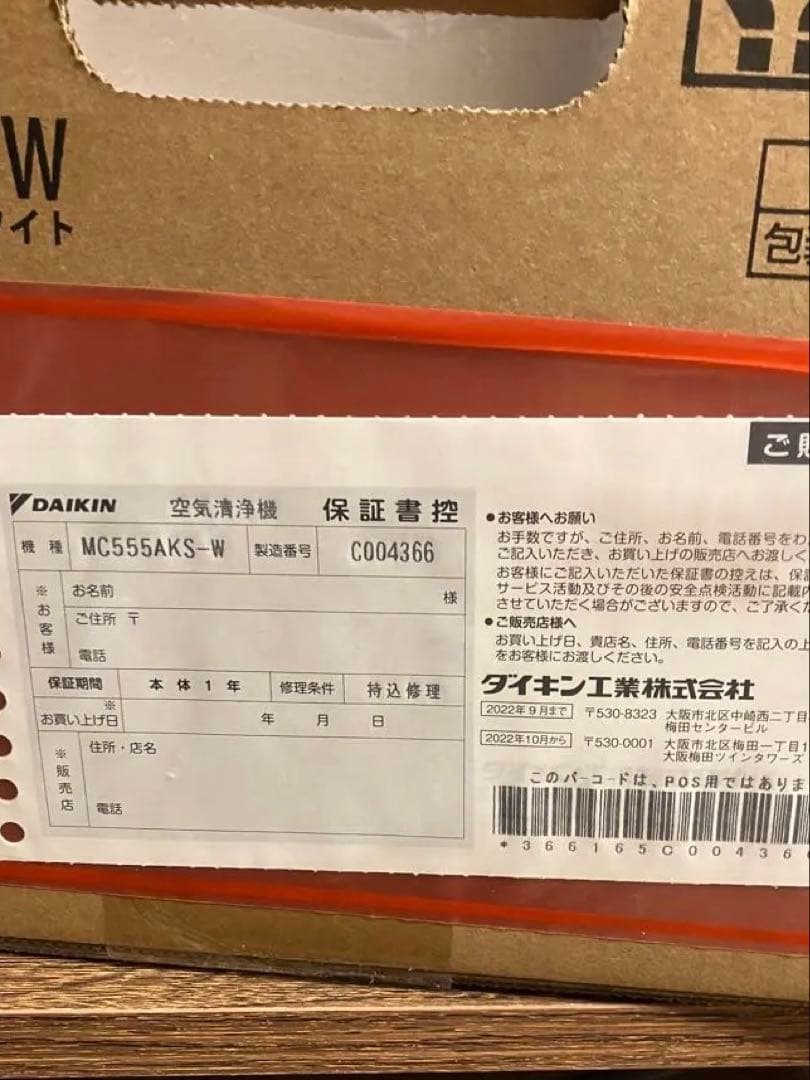 W
イト
包
ご
DAIKIN 空気清浄機 保証書控
機種 MC555AKS-W 製造番号 C004366
※お客様
お名前 様
ご住所 〒
電話
保証期間 本体1年 修理条件 持込修理
※
お買い上げ日 年 月 日
※販売店
住所・店名
電話
●お客様へお願い
お手数ですが、ご住所、お名前、電話番号をわ
ご記入いただき、お買い上げの販売店へお渡しく
お客様にご記入いただいた保証書の控えは、保
サービス活動及びその後の安全点検活動に記載
させていただく場合がございますので、ご了承く
●ご販売店様へ
お買い上げ日、貴店名、住所、電話番号を記入の上
をお客様にお渡しください。
ダイキン工業株式会社
2022年9月まで 〒530-8323 大阪市北区中崎西二丁目
梅田センタービル
2022年10月から 〒530-0001 大阪市北区梅田一丁目1
大阪梅田ツインタワーズ
このバーコードは、POS用ではありま
*366165C00436